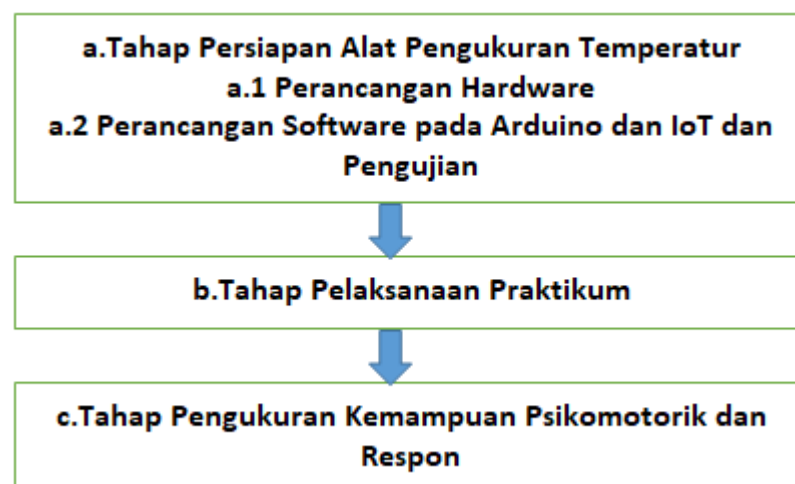 a.Tahap Persiapan Alat Pengukuran Temperatur
a.1 Perancangan Hardware
a.2 Perancangan Software pada Arduino dan IoT dan
Pengujian
b.Tahap Pelaksanaan Praktikum
c.Tahap Pengukuran Kemampuan Psikomotorik dan
Respon